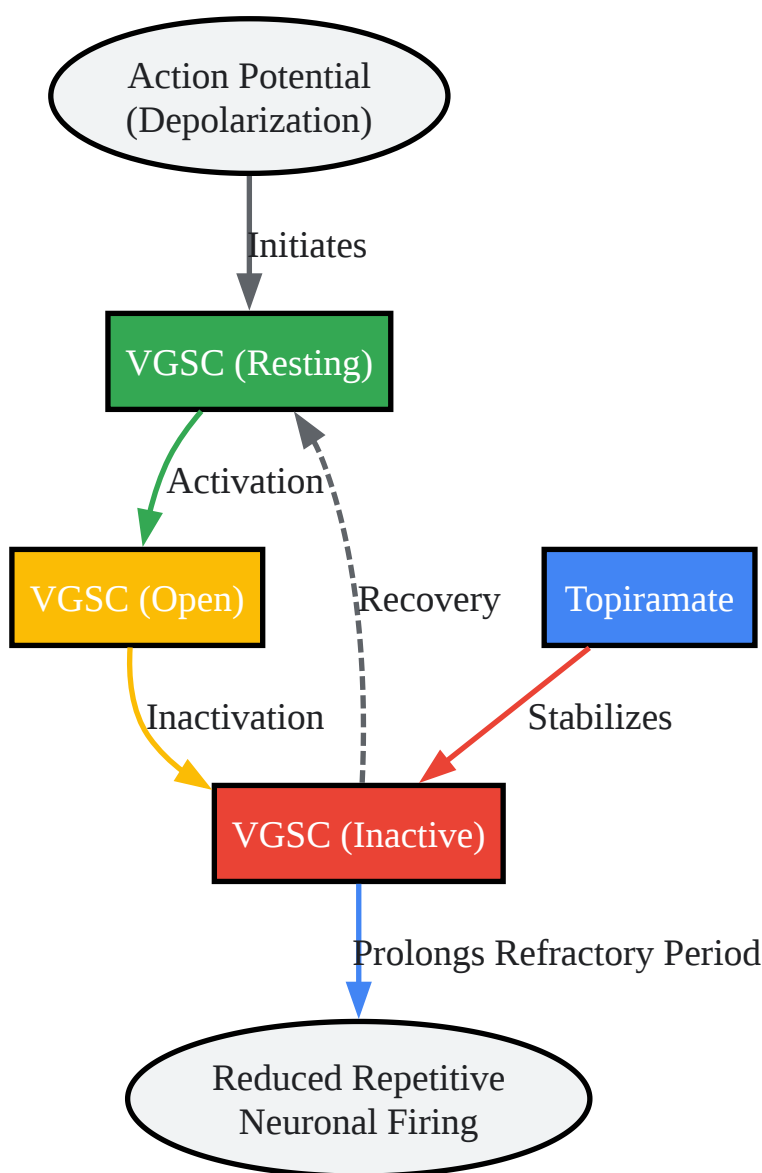 Action Potential
(Depolarization)
Initiates
VGSC (Resting)
Activation
VGSC (Open)
Recovery
Topiramate
Inactivation
Stabilizes
VGSC (Inactive)
Prolongs Refractory Period
Reduced Repetitive
Neuronal Firing